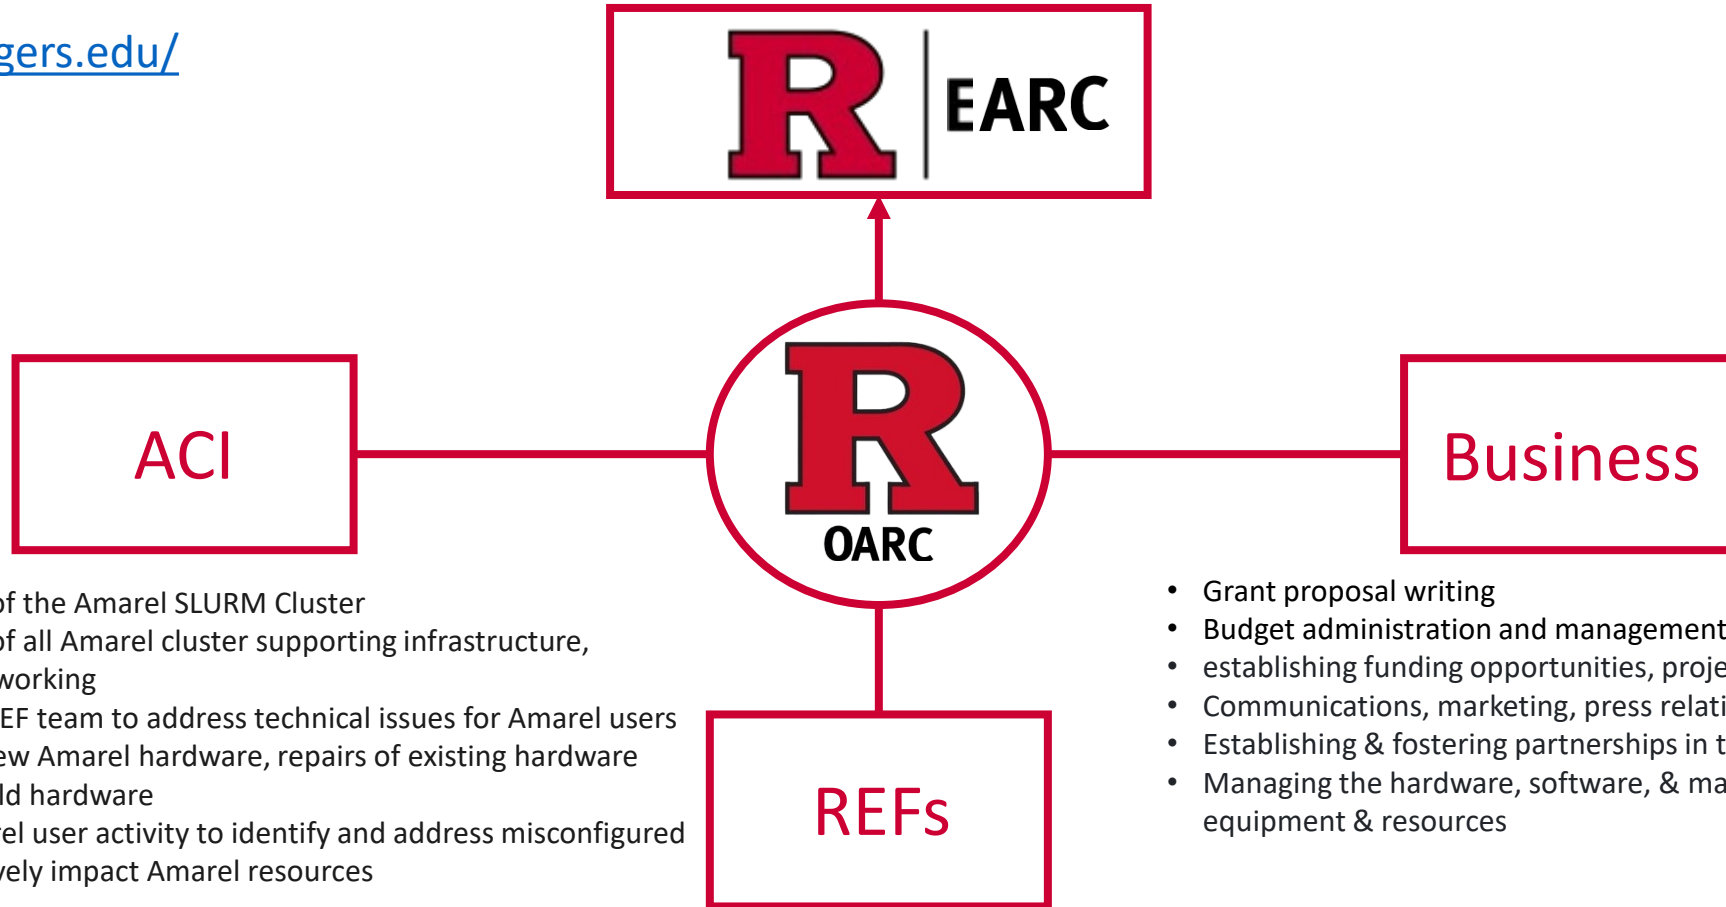 gers.edu/
R | EARC
ACI
R
OARC
Business
of the Amarel SLURM Cluster
of all Amarel cluster supporting infrastructure,
working
EF team to address technical issues for Amarel users
ew Amarel hardware, repairs of existing hardware
ld hardware
rel user activity to identify and address misconfigured
vely impact Amarel resources
• Grant proposal writing
• Budget administration and management
• establishing funding opportunities, proje
• Communications, marketing, press relati
• Establishing & fostering partnerships in t
• Managing the hardware, software, & ma
equipment & resources
REFs